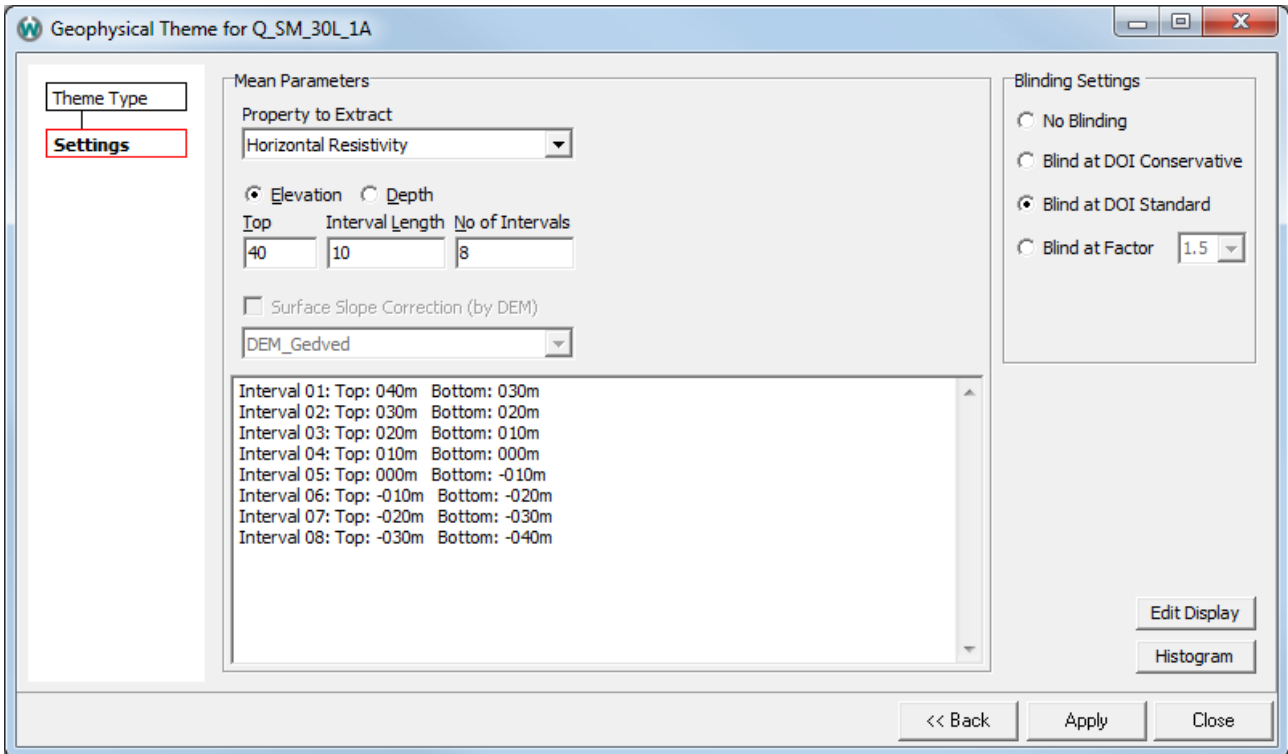 Geophysical Theme for Q_SM_30L_1A
Theme Type
Settings
Mean Parameters
Property to Extract
Horizontal Resistivity
Elevation Depth
Top Interval Length No of Intervals
40 10 8
Surface Slope Correction (by DEM)
DEM_Gedved
Interval 01: Top: 040m Bottom: 030m
Interval 02: Top: 030m Bottom: 020m
Interval 03: Top: 020m Bottom: 010m
Interval 04: Top: 010m Bottom: 000m
Interval 05: Top: 000m Bottom: -010m
Interval 06: Top: -010m Bottom: -020m
Interval 07: Top: -020m Bottom: -030m
Interval 08: Top: -030m Bottom: -040m
Blinding Settings
No Blinding
Blind at DOI Conservative
Blind at DOI Standard
Blind at Factor 1.5
Edit Display
Histogram
<< Back Apply Close